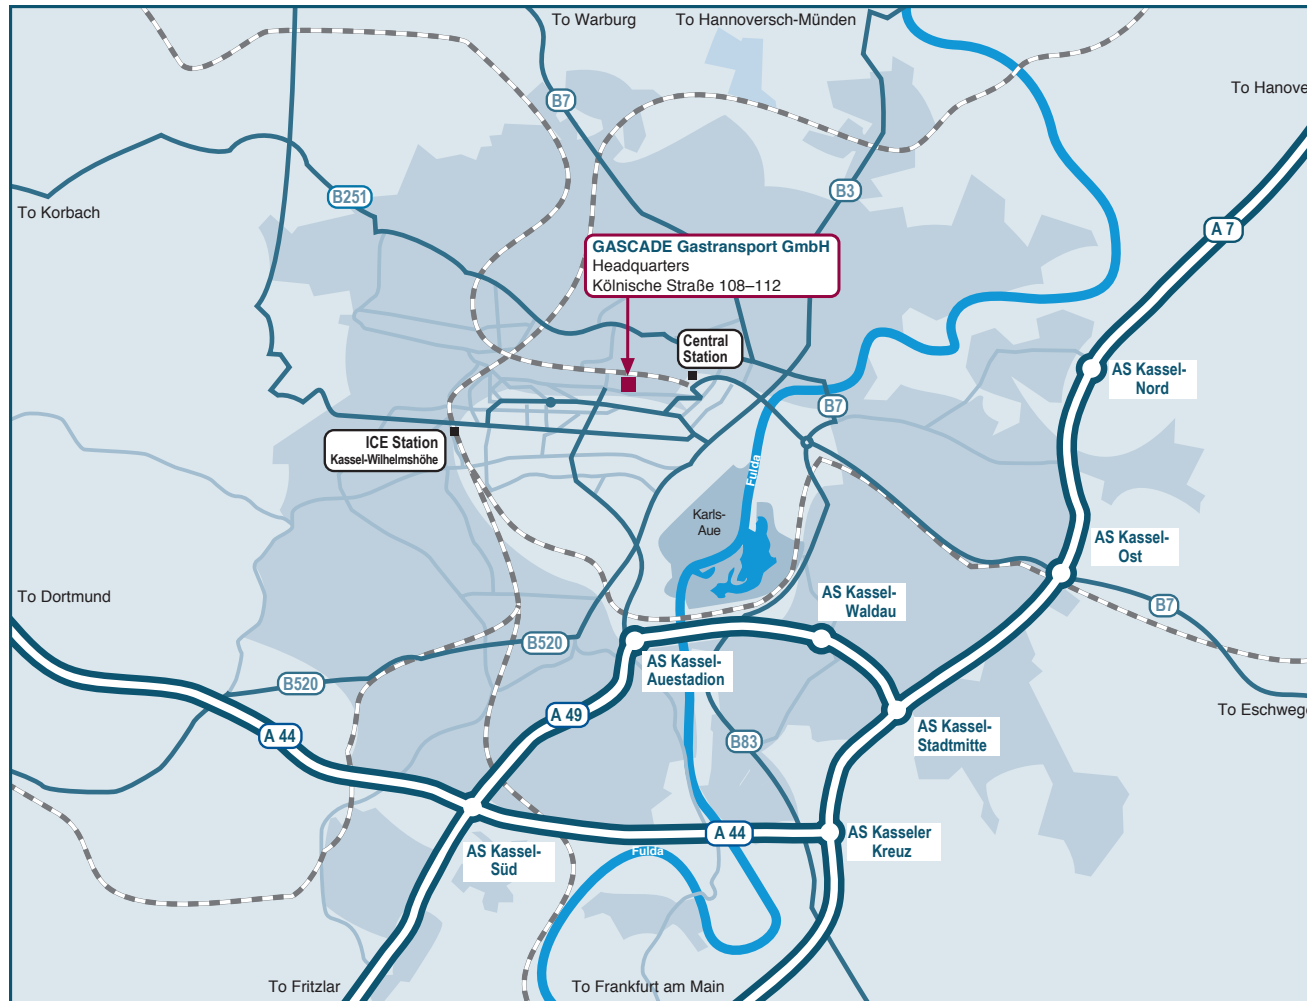 To Warburg
To Hannoversch-Münden
To Hanove
B7
B251
B3
To Korbach
A 7
GASCADE Gastransport GmbH
Headquarters
Kölnische Straße 108–112
Central
Station
AS Kassel-
Nord
B7
ICE Station
Kassel-Wilhelmshöhe
Fulda
Karls-
Aue
AS Kassel-
Ost
To Dortmund
AS Kassel-
Waldau
B7
B520
AS Kassel-
Auestadion
B520
To Eschwege
A 49
A 44
AS Kassel-
Stadtmitte
B83
A 44
AS Kasseler
Kreuz
AS Kassel-
Süd
Fulda
To Fritzlar
To Frankfurt am Main